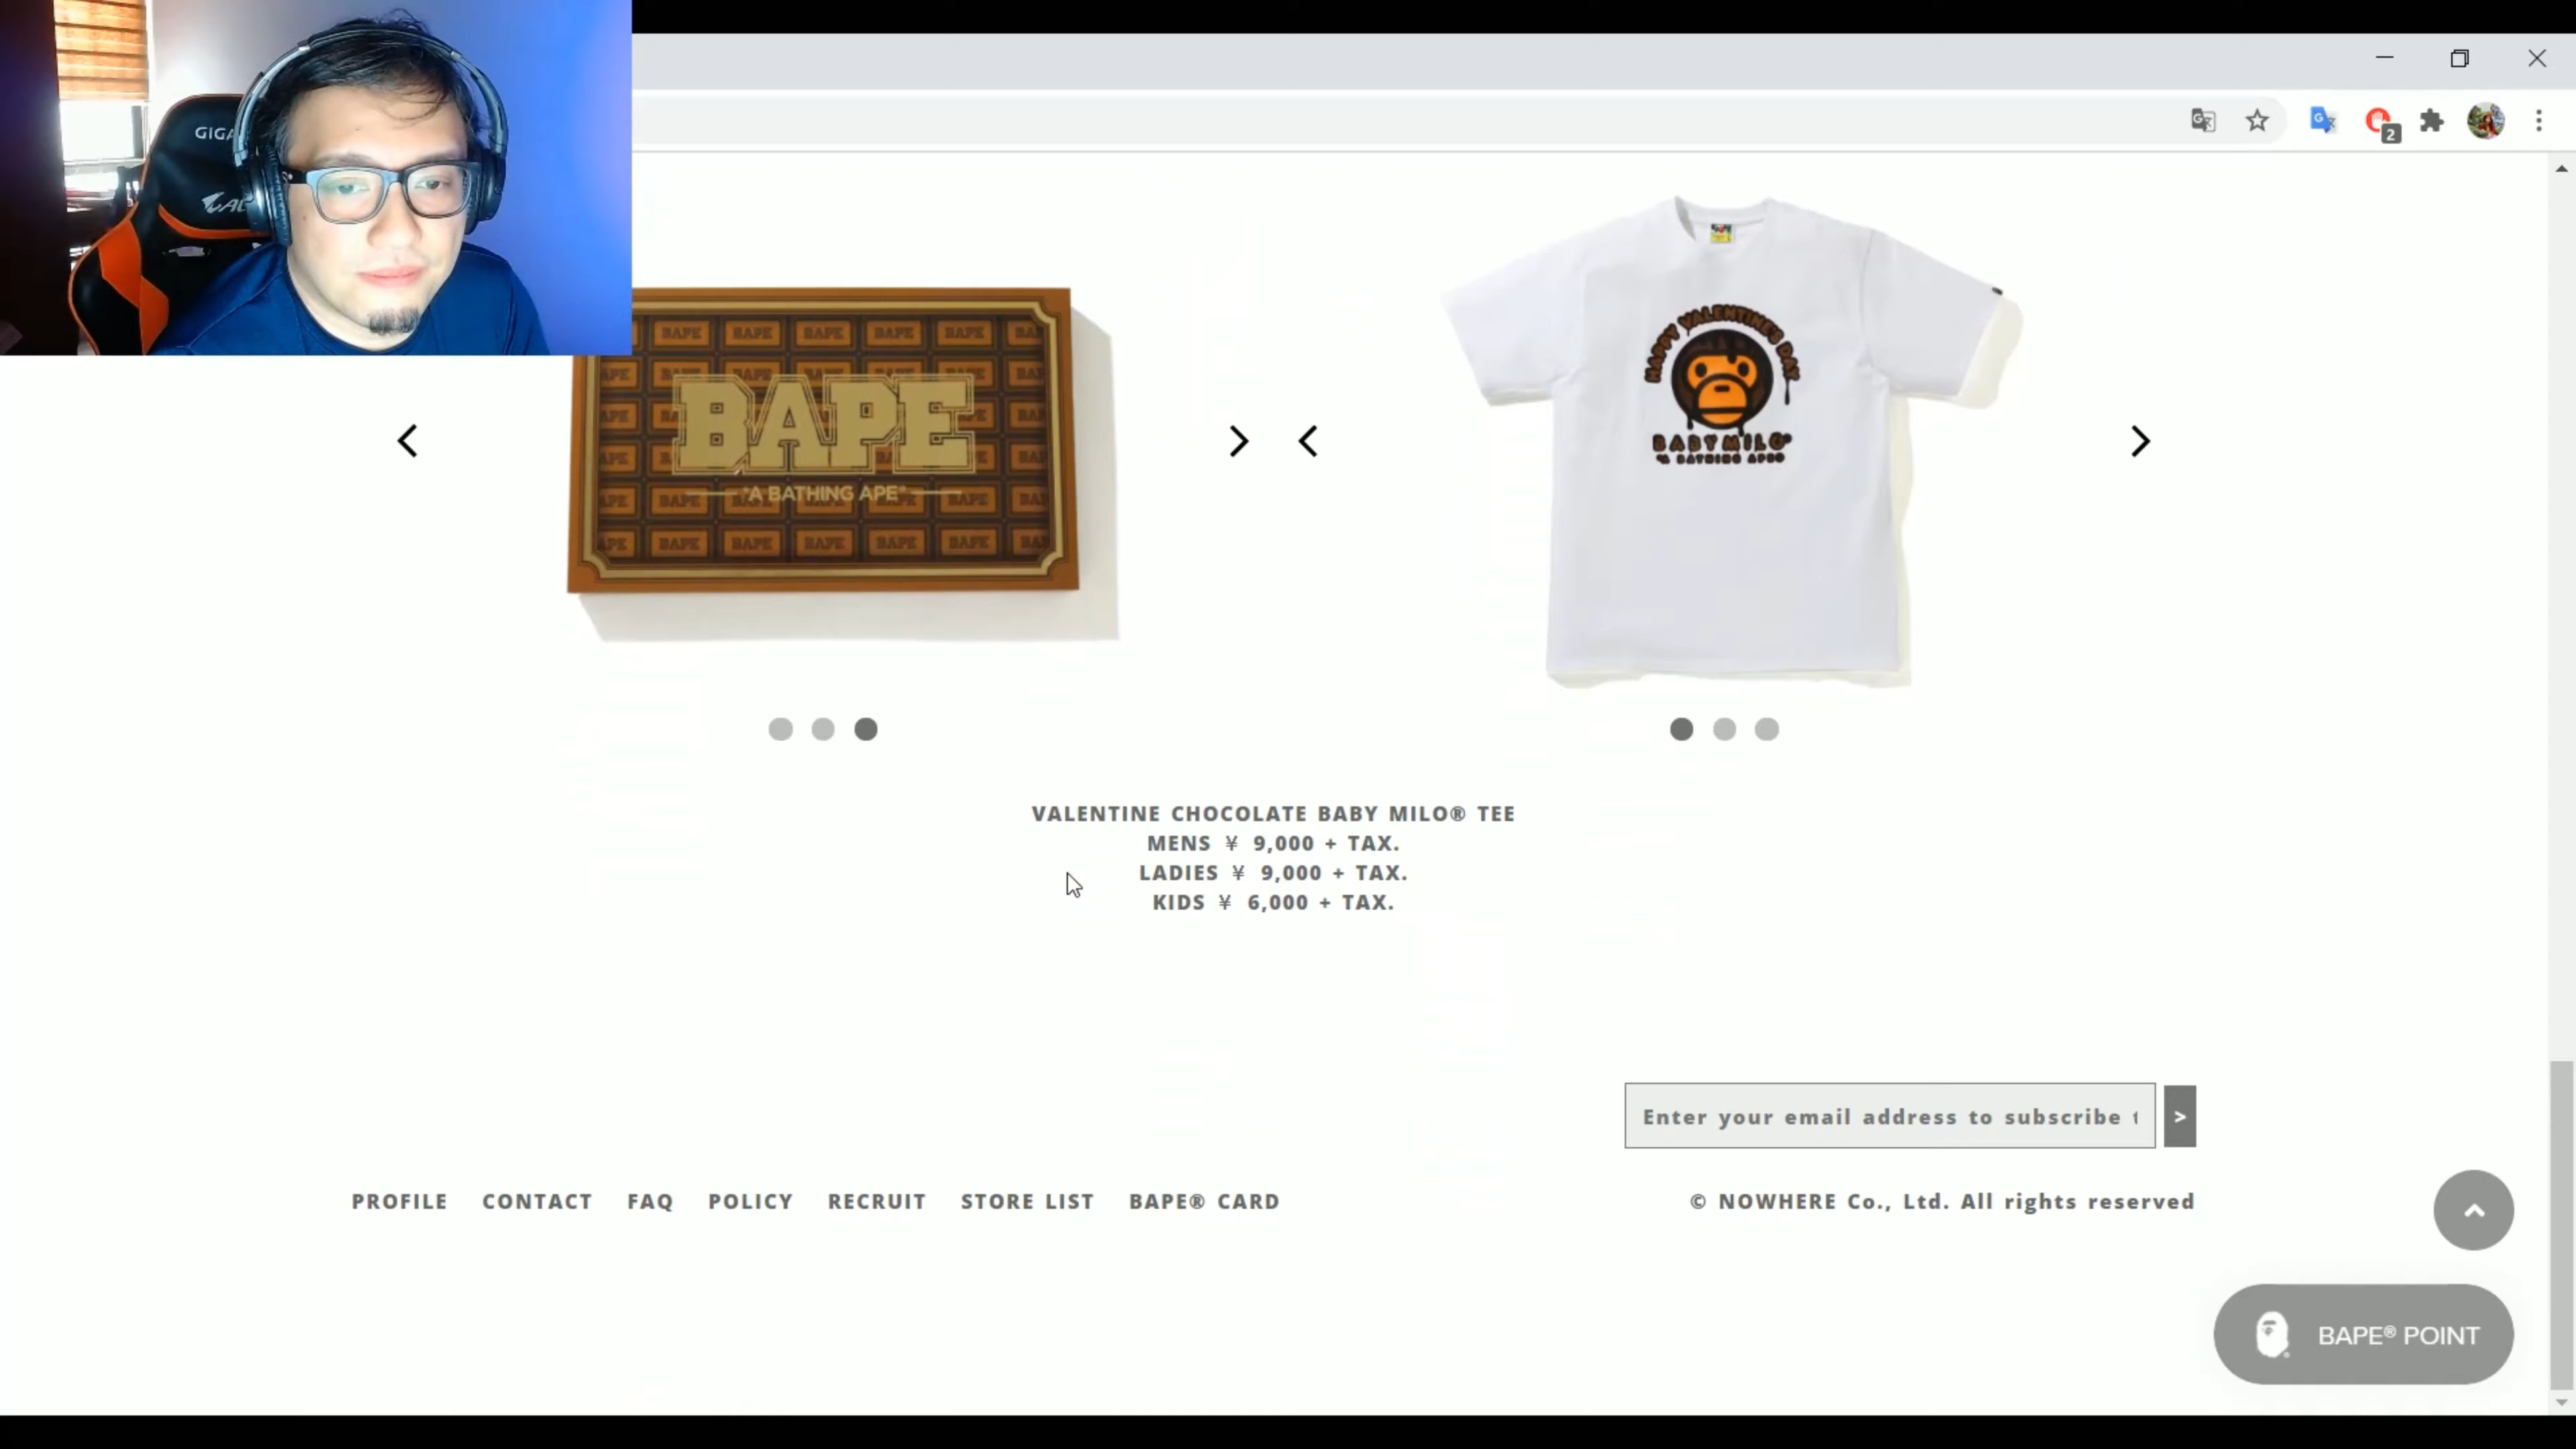 GIGA
2
BAPE
"A BATHING APE"
HAPPY VALENTINE'S DAY
BABY MILO®
"A BATHING APE®
VALENTINE CHOCOLATE BABY MILO® TEE
MENS ¥ 9,000 + TAX.
LADIES ¥ 9,000 + TAX.
KIDS ¥ 6,000 + TAX.
Enter your email address to subscribe t
>
PROFILE CONTACT FAQ POLICY RECRUIT STORE LIST BAPE® CARD
© NOWHERE Co., Ltd. All rights reserved
BAPE® POINT